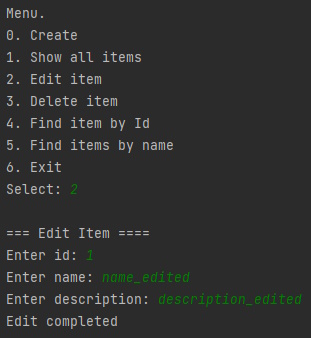 Menu.
0. Create
1. Show all items
2. Edit item
3. Delete item
4. Find item by Id
5. Find items by name
6. Exit
Select: 2
=== Edit Item ====
Enter id: 1
Enter name: name_edited
Enter description: description_edited
Edit completed